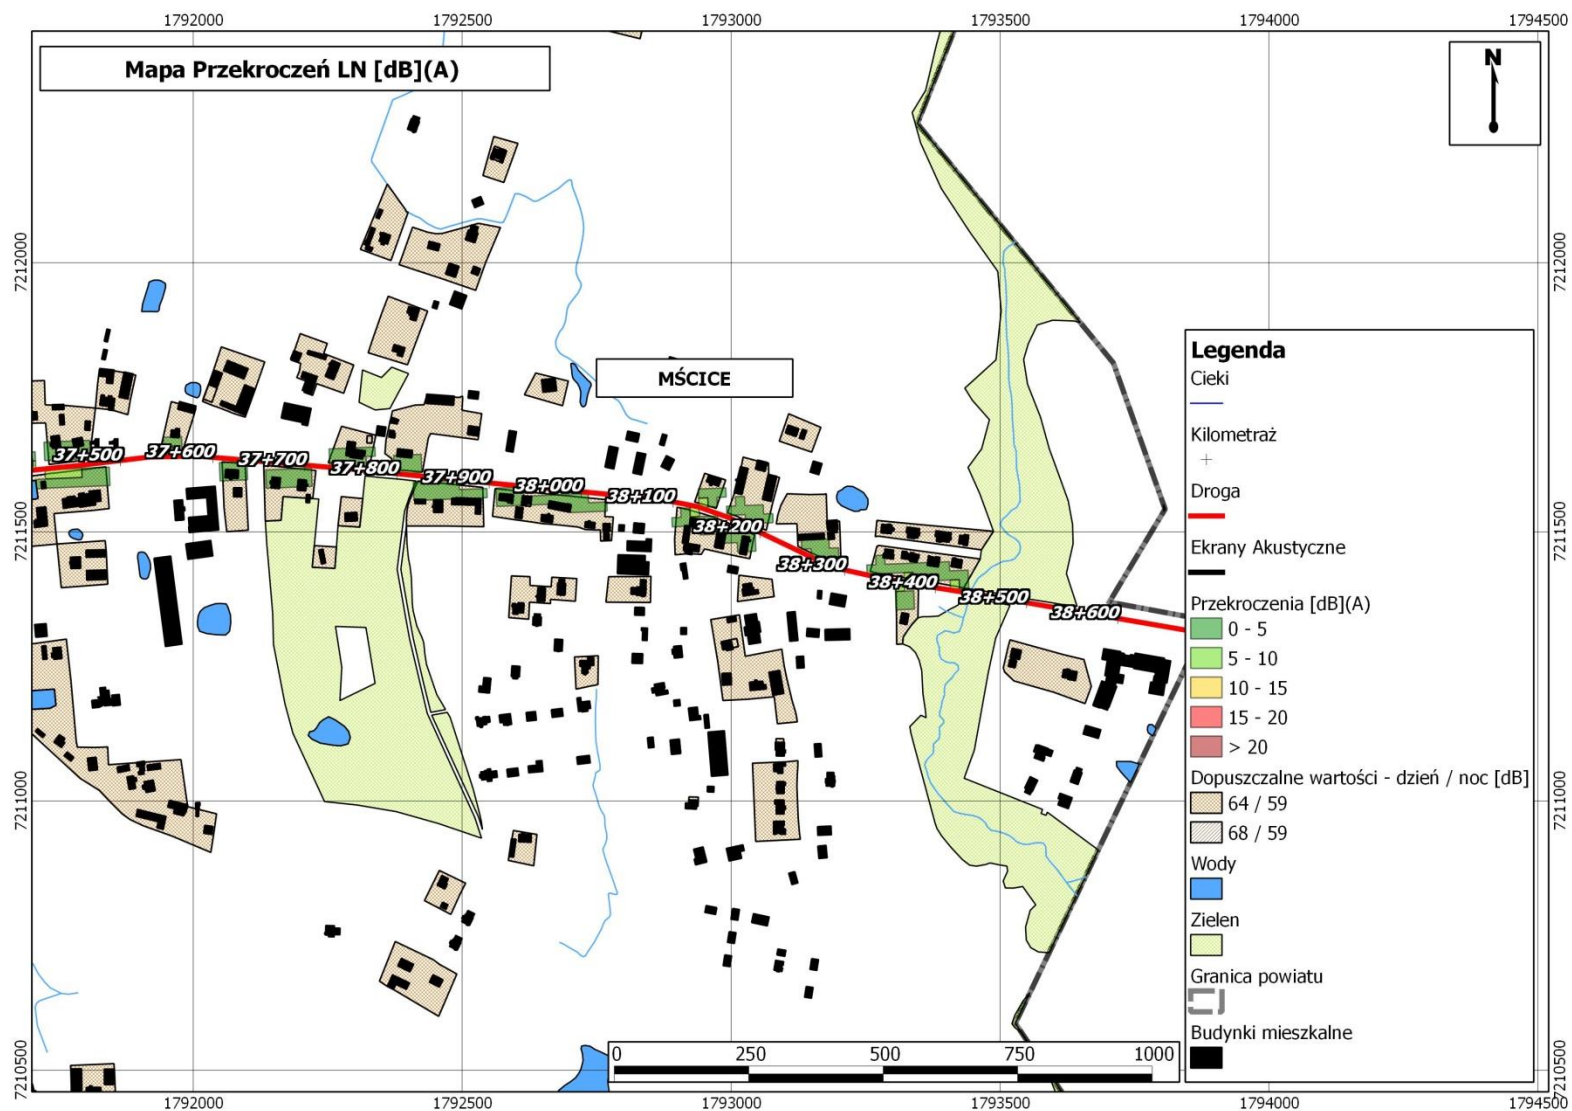 1792000 1792500 1793000 1793500 1794000 1794500
Mapa Przekroczeń LN [dB](A)
N
7212000 7212000
MŚCICE
37+500 37+600 37+700 37+800 37+900 38+000 38+100 38+200 38+300 38+400 38+500 38+600
7211500 7211500
7211000 7211000
7210500 7210500
Legenda
Cieki
Kilometraż
Droga
Ekrany Akustyczne
Przekroczenia [dB](A)
0 - 5
5 - 10
10 - 15
15 - 20
> 20
Dopuszczalne wartości - dzień / noc [dB]
64 / 59
68 / 59
Wody
Zielen
Granica powiatu
Budynki mieszkalne
0 250 500 750 1000
1792000 1792500 1793000 1793500 1794000 1794500